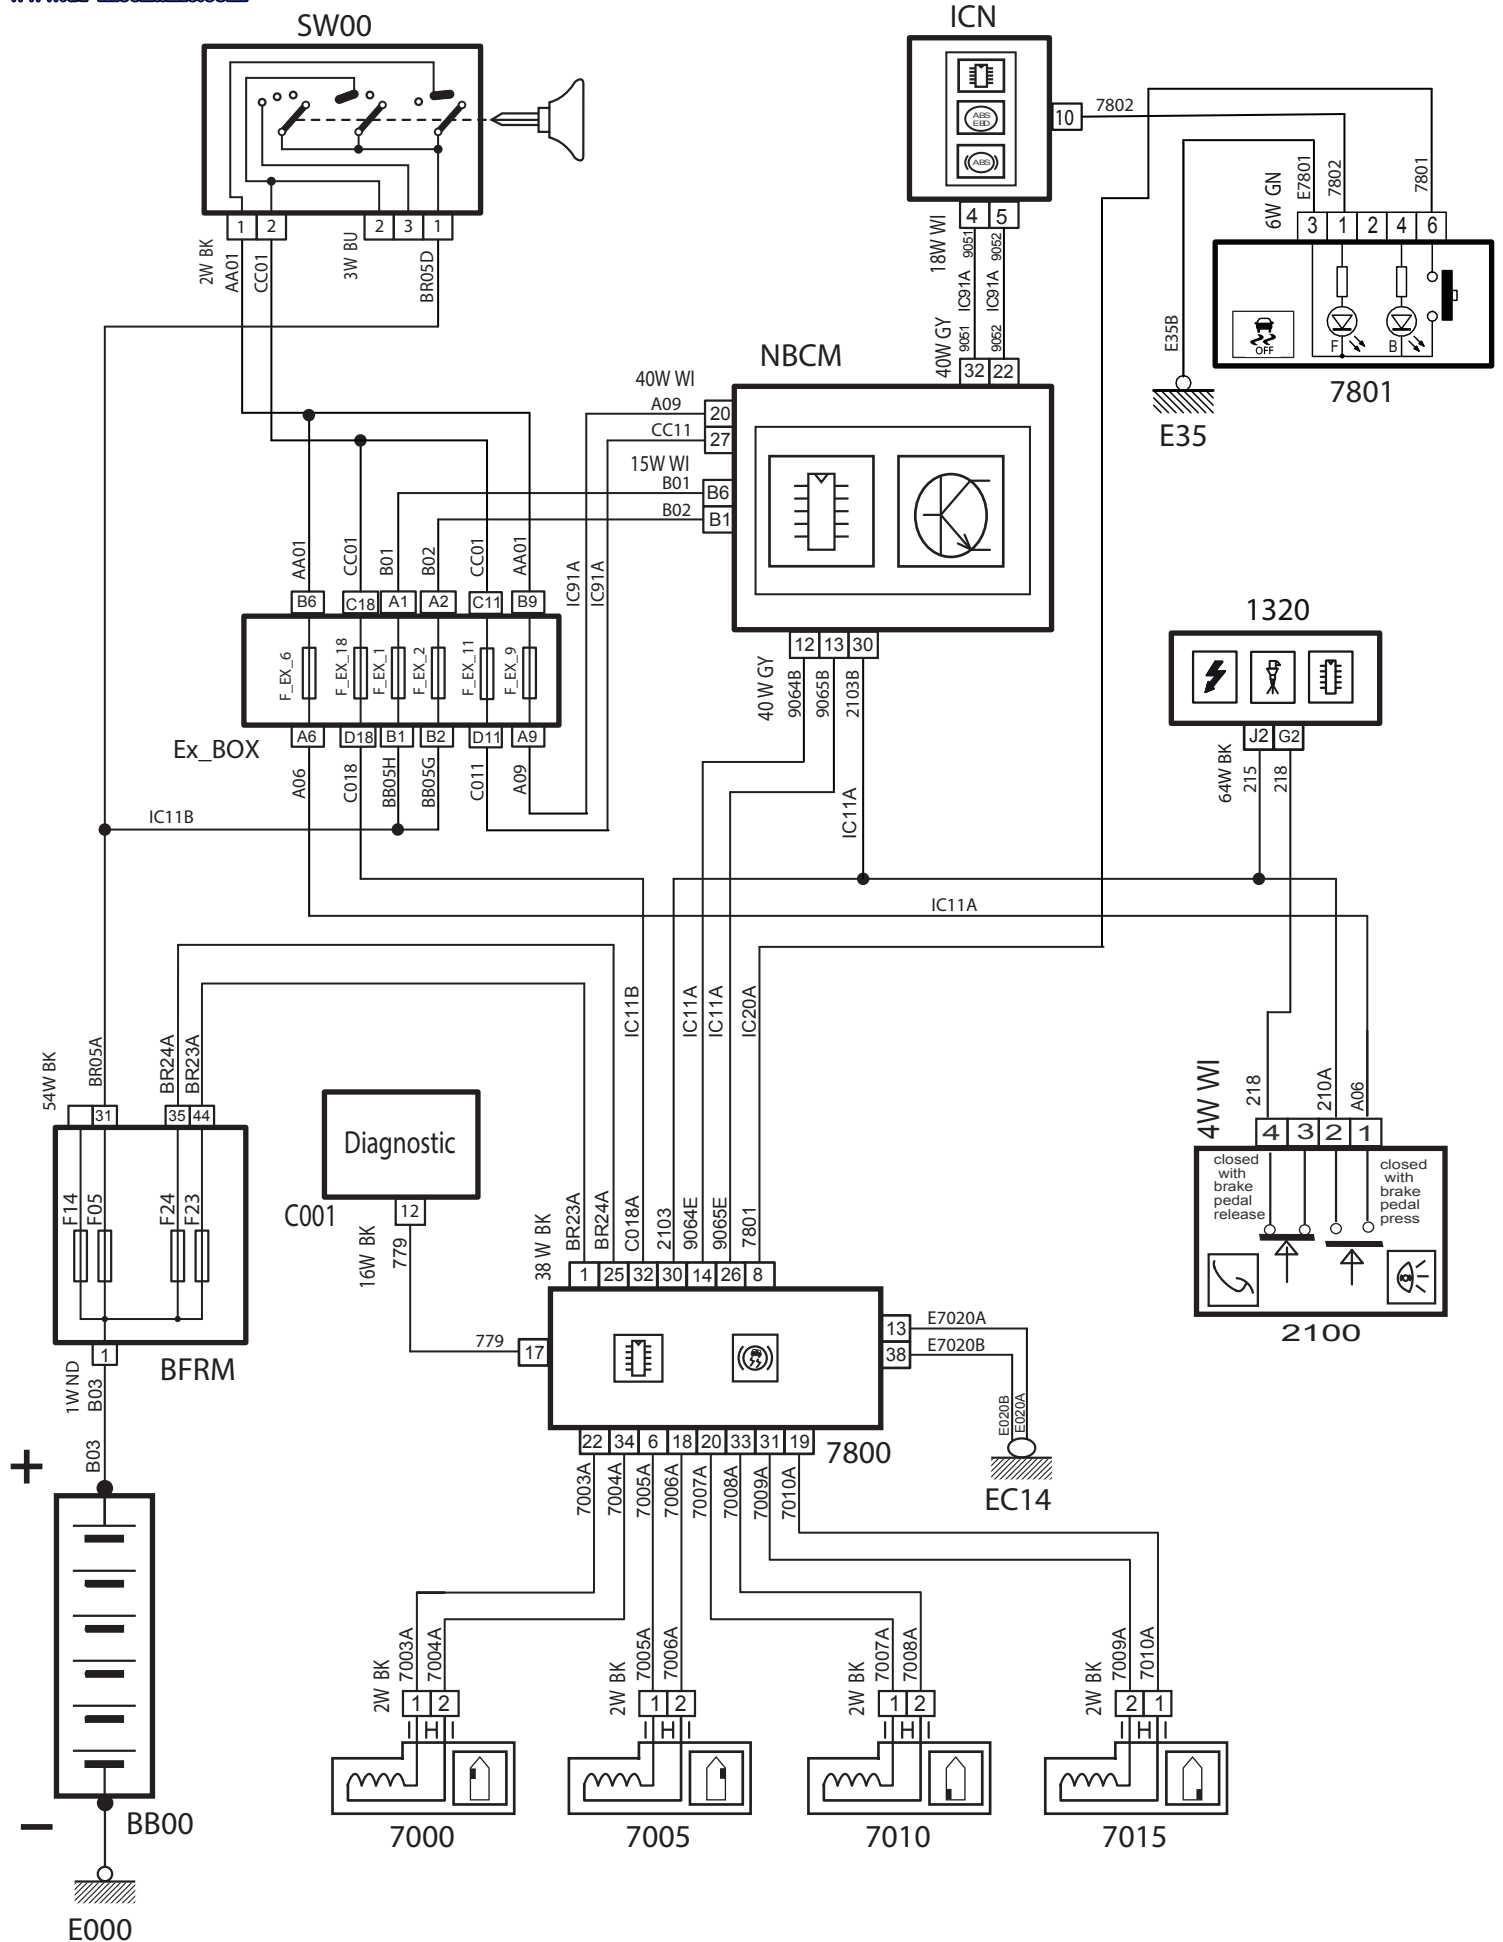 SW00
ICN
1
2
2
3
1
2W BK
AA01
CC01
3W BU
BR05D
ABS
EBD
ABS
10
7802
4
5
18W WI
9051
9052
IC91A
IC91A
9051
9052
40W GY
32
22
6W GN
E7801
7802
7801
3
1
2
4
6
F
B
OFF
7801
E35B
E35
NBCM
40W WI
A09
20
CC11
27
15W WI
B01
B6
B02
B1
IC91A
IC91A
AA01
CC01
B01
B02
CC01
AA01
B6
C18
A1
A2
C11
B9
F_EX_6
F_EX_18
F_EX_1
F_EX_2
F_EX_11
F_EX_9
A6
D18
B1
B2
D11
A9
Ex_BOX
A06
C018
BB05H
BB05G
C011
A09
IC11B
12
13
30
40 W GY
9064B
9065B
2103B
IC11A
1320
J2
G2
64W BK
215
218
IC11A
IC11B
IC11A
IC11A
IC20A
54W BK
BR05A
BR24A
BR23A
31
35
44
F14
F05
F24
F23
1
BFRM
1W ND
B03
B03
+
−
BB00
E000
Diagnostic
C001
12
16W BK
779
779
17
38 W BK
BR23A
BR24A
C018A
2103
9064E
9065E
7801
1
25
32
30
14
26
8
13
E7020A
38
E7020B
E020B
E020A
EC14
7800
22
34
6
18
20
33
31
19
7003A
7004A
7005A
7006A
7007A
7008A
7009A
7010A
4W WI
218
210A
A06
4
3
2
1
closed
with
brake
pedal
release
closed
with
brake
pedal
press
2100
2W BK
7003A
7004A
1
2
7000
2W BK
7005A
7006A
1
2
7005
2W BK
7007A
7008A
1
2
7010
2W BK
7009A
7010A
2
1
7015